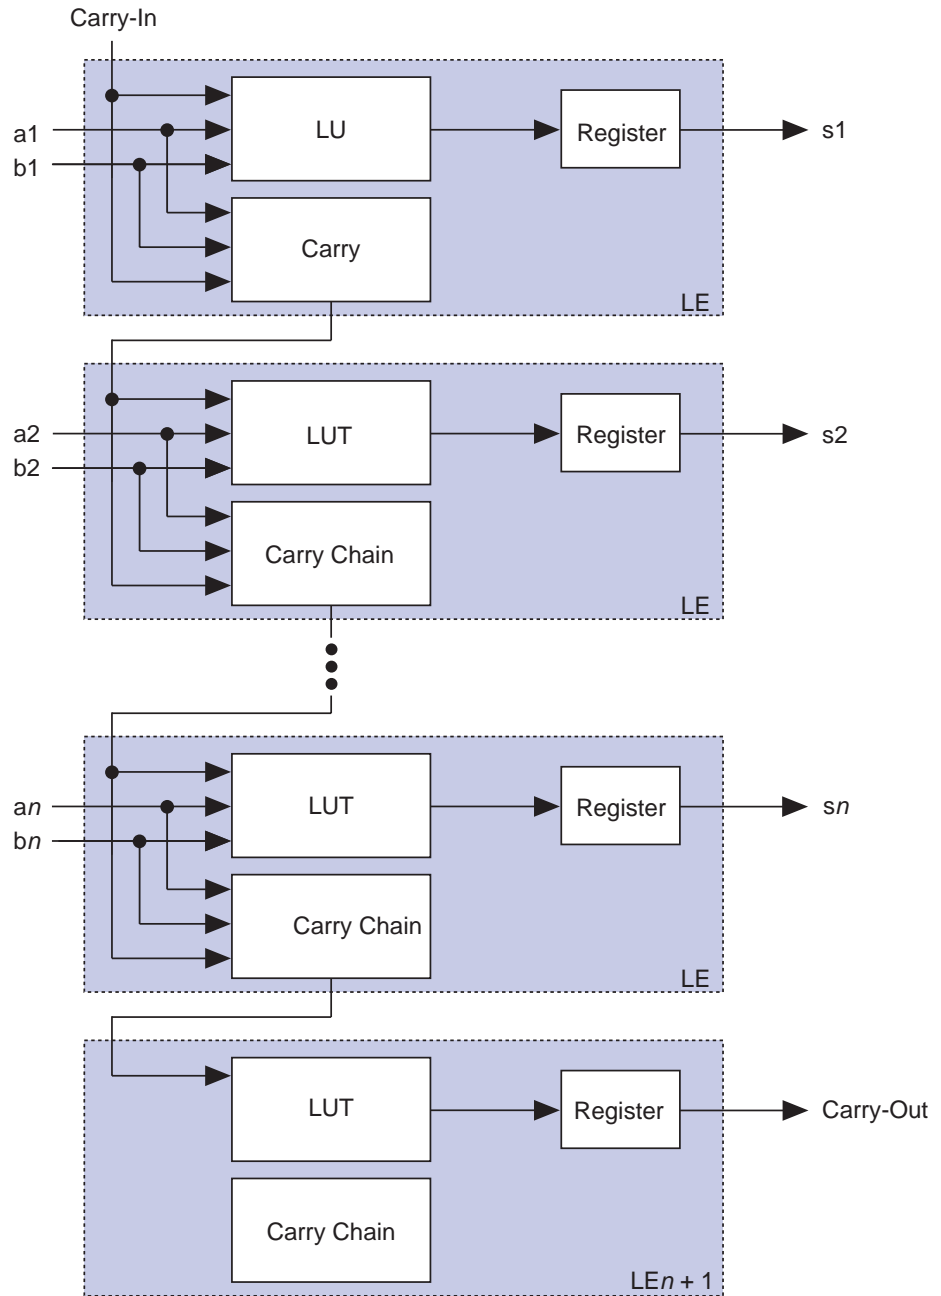 Carry-In
a1
b1
LU
Register
s1
Carry
LE
a2
b2
LUT
Register
s2
Carry Chain
LE
an
bn
LUT
Register
sn
Carry Chain
LE
LUT
Register
Carry-Out
Carry Chain
LEn + 1